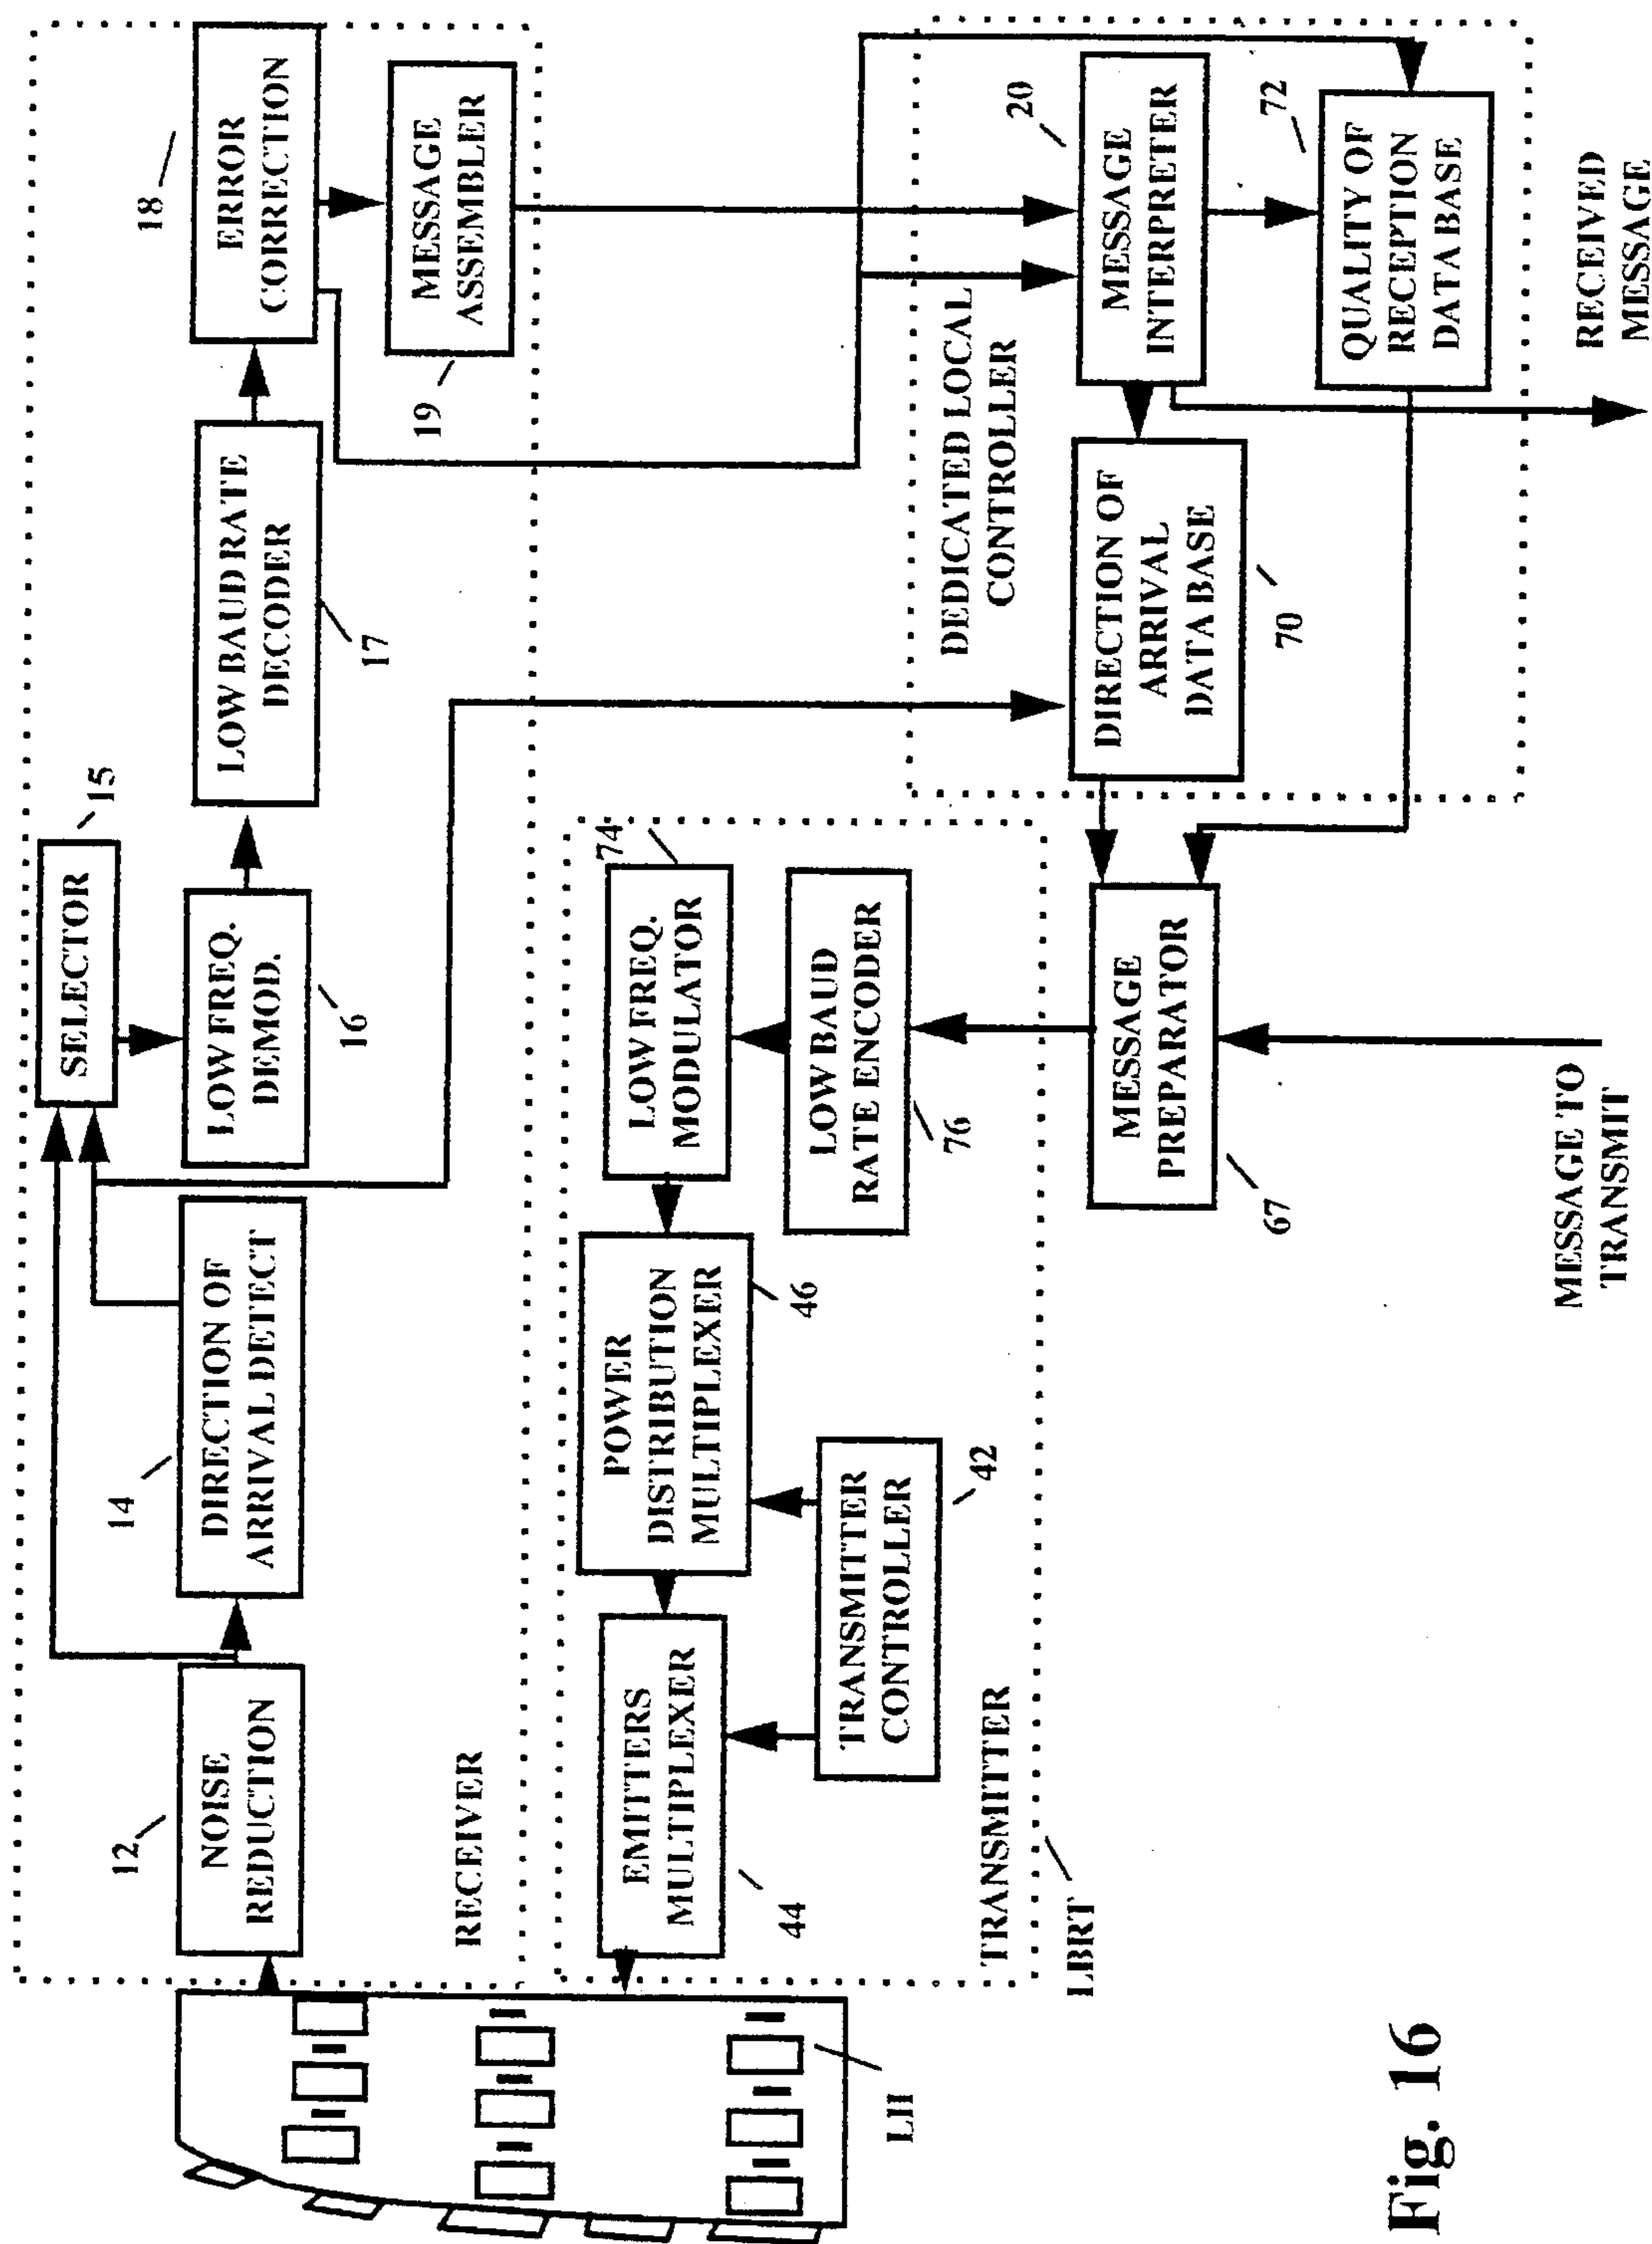 12
NOISE
REDUCTION
14
DIRECTION OF
ARRIVAL DETECT
SELECTOR
15
LOW FREQ.
DEMOD.
16
LOW BAUD RATE
DECODER
17
18
ERROR
CORRECTION
MESSAGE
ASSEMBLER
19
RECEIVER
EMITTERS
MULTIPLEXER
44
POWER
DISTRIBUTION
MULTIPLEXER
46
LOW FREQ.
MODULATOR
74
LOW BAUD
RATE ENCODER
76
TRANSMITTER
CONTROLLER
42
TRANSMITTER
LBRT
LH
DEDICATED LOCAL
CONTROLLER
20
MESSAGE
INTERPRETER
DIRECTION OF
ARRIVAL
DATA BASE
70
72
QUALITY OF
RECEPTION
DATA BASE
MESSAGE
PREPARATOR
67
MESSAGE TO
TRANSMIT
RECEIVED
MESSAGE
Fig. 16